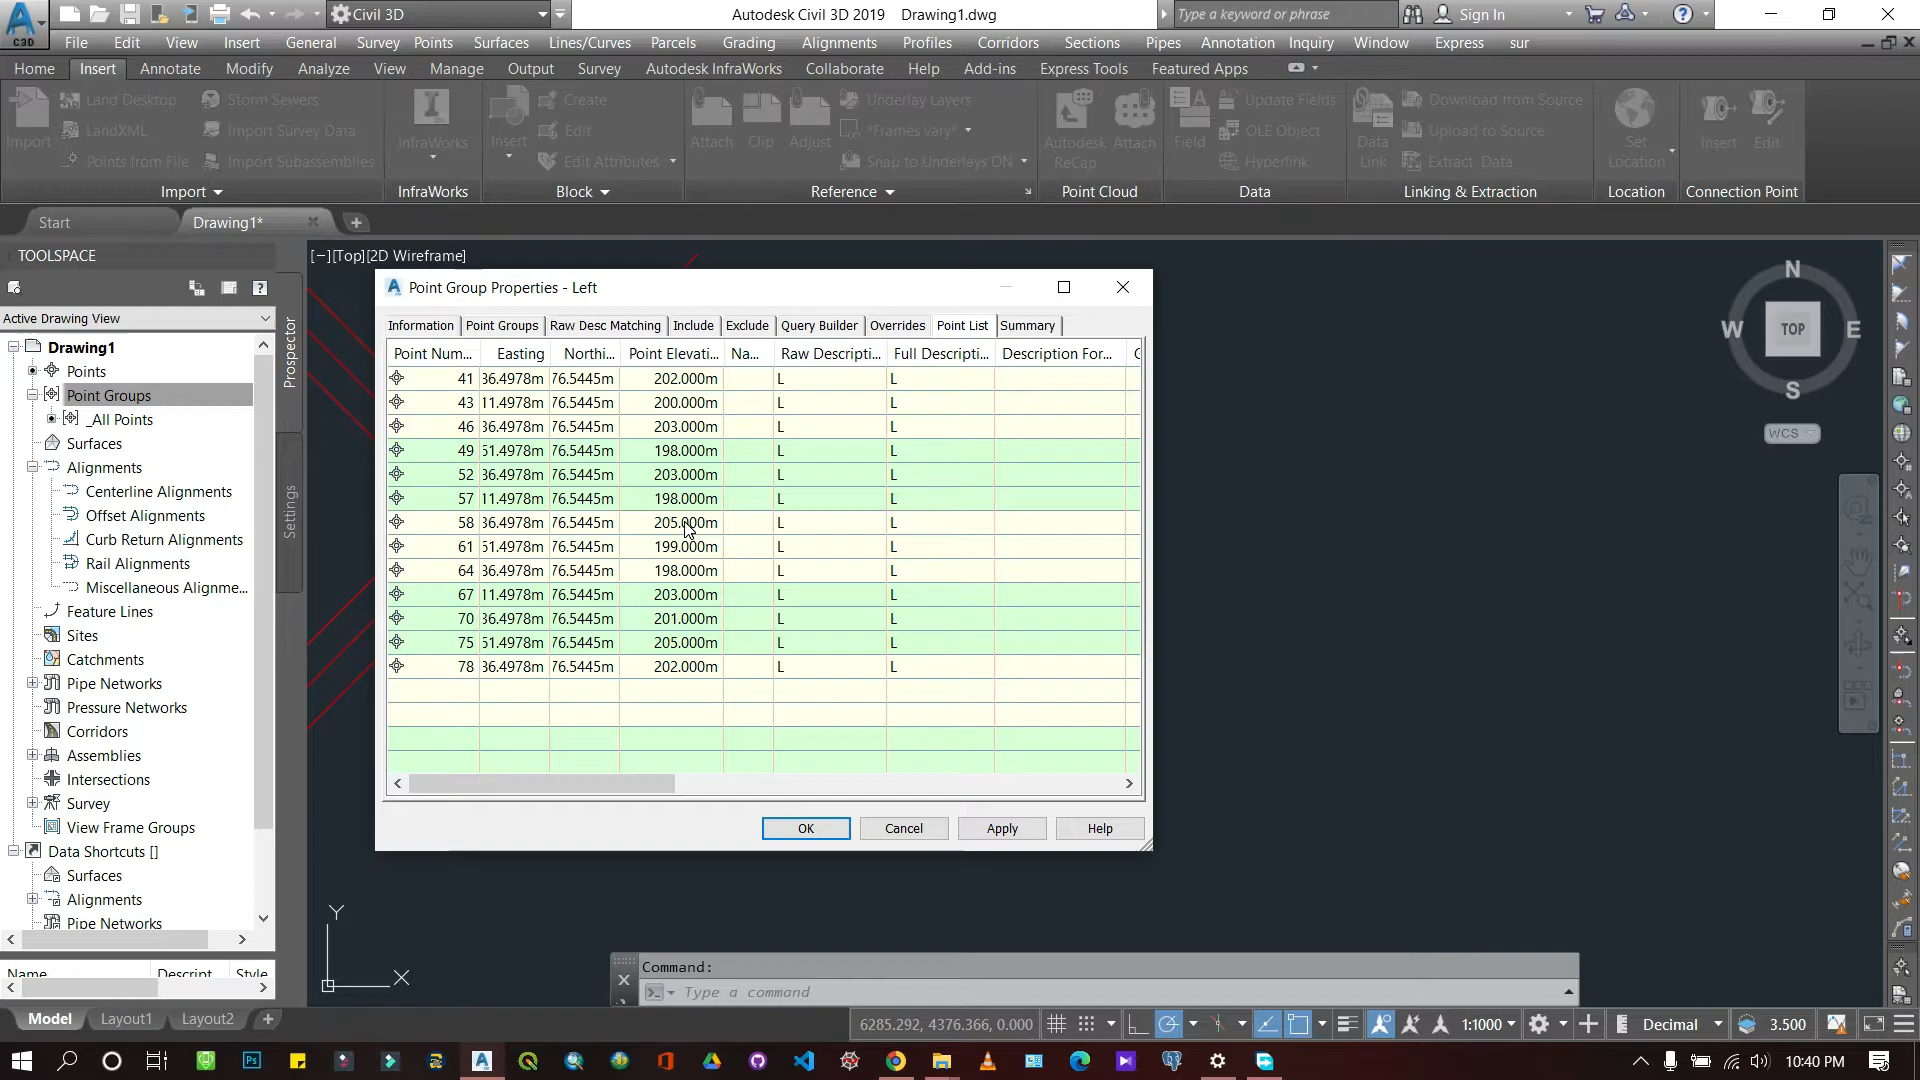 C3D
Civil 3D
Autodesk Civil 3D 2019 Drawing1.dwg
Type a keyword or phrase
Sign In
File Edit View Insert General Survey Points Surfaces Lines/Curves Parcels Grading Alignments Profiles Corridors Sections Pipes Annotation Inquiry Window Express sur
Home Insert Annotate Modify Analyze View Manage Output Survey Autodesk InfraWorks Collaborate Help Add-ins Express Tools Featured Apps
Import
Land Desktop
LandXML
Points from File
Storm Sewers
Import Survey Data
Import Subassemblies
InfraWorks
Insert
Create
Edit
Edit Attributes
Attach
Clip
Adjust
Underlay Layers
*Frames vary*
Snap to Underlays ON
Autodesk
ReCap
Attach
Field
Update Fields
OLE Object
Hyperlink
Data
Link
Download from Source
Upload to Source
Extract Data
Set
Location
Insert
Edit
Import InfraWorks Block Reference Point Cloud Data Linking & Extraction Location Connection Point
Start Drawing1*
TOOLSPACE
Active Drawing View
Drawing1
Points
Point Groups
_All Points
Surfaces
Alignments
Centerline Alignments
Offset Alignments
Curb Return Alignments
Rail Alignments
Miscellaneous Alignme...
Feature Lines
Sites
Catchments
Pipe Networks
Pressure Networks
Corridors
Assemblies
Intersections
Survey
View Frame Groups
Data Shortcuts []
Surfaces
Alignments
Pipe Networks
Name Descript Style
Prospector
Settings
[−][Top][2D Wireframe]
Point Group Properties - Left
Information Point Groups Raw Desc Matching Include Exclude Query Builder Overrides Point List Summary
Point Num... Easting Northi... Point Elevati... Na... Raw Descripti... Full Descripti... Description For...
41 36.4978m 76.5445m 202.000m L L
43 11.4978m 76.5445m 200.000m L L
46 36.4978m 76.5445m 203.000m L L
49 61.4978m 76.5445m 198.000m L L
52 36.4978m 76.5445m 203.000m L L
57 11.4978m 76.5445m 198.000m L L
58 36.4978m 76.5445m 205.000m L L
61 61.4978m 76.5445m 199.000m L L
64 36.4978m 76.5445m 198.000m L L
67 11.4978m 76.5445m 203.000m L L
70 36.4978m 76.5445m 201.000m L L
75 61.4978m 76.5445m 205.000m L L
78 36.4978m 76.5445m 202.000m L L
OK Cancel Apply Help
N
W TOP E
S
WCS
Y
X
Command:
Type a command
Model Layout1 Layout2
6285.292, 4376.366, 0.000
1:1000
Decimal
3.500
Ps
10:40 PM